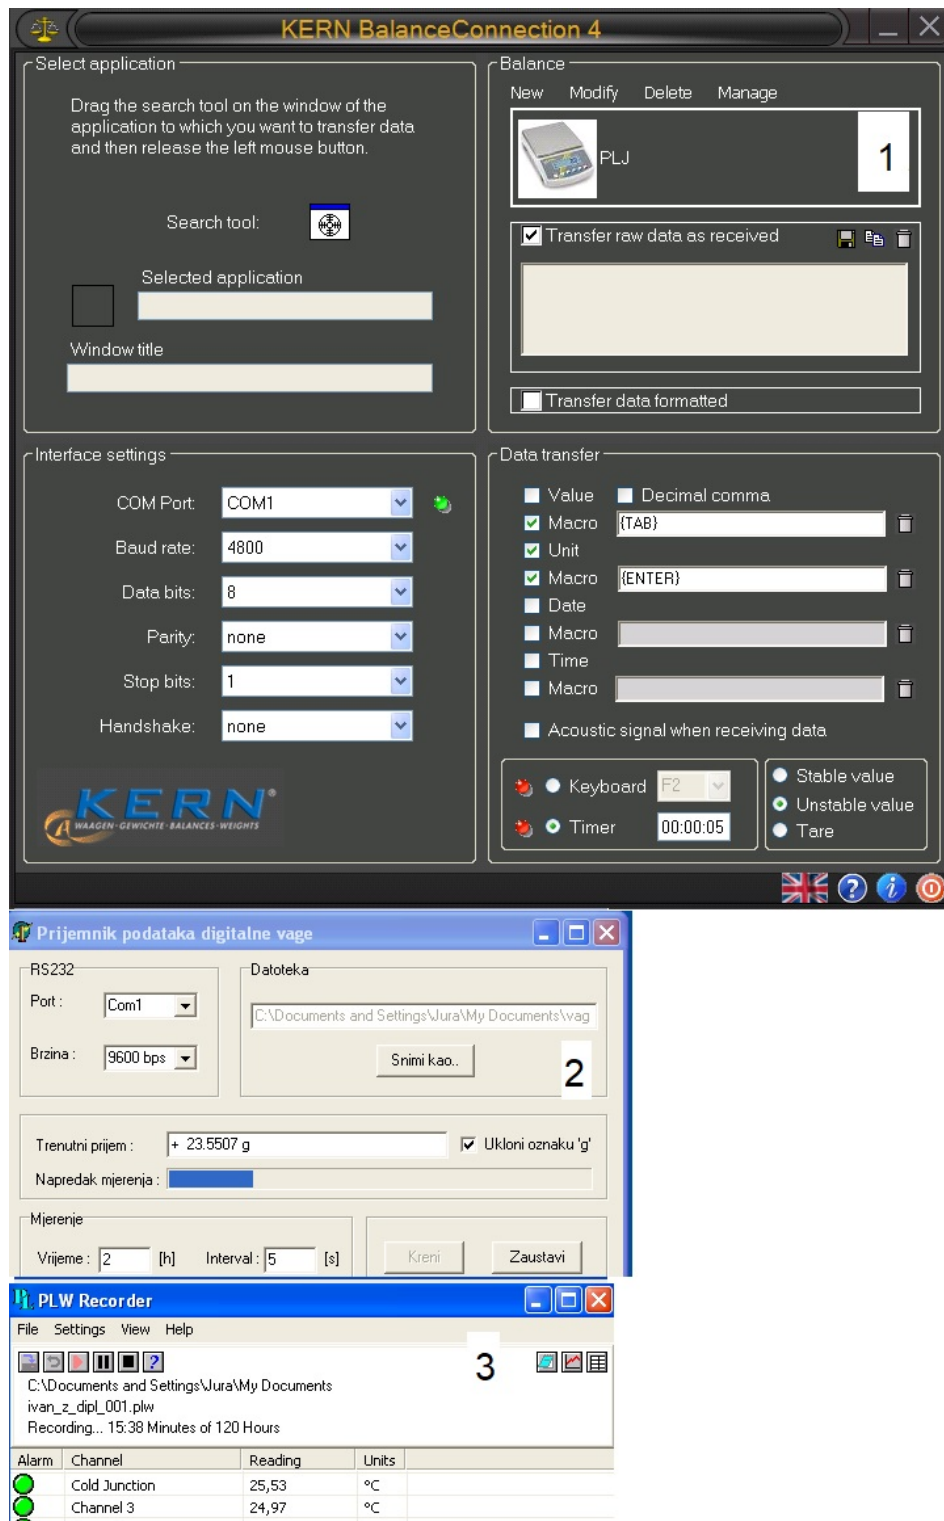 KERN BalanceConnection 4
Select application
Drag the search tool on the window of the
application to which you want to transfer data
and then release the left mouse button.
Search tool:
Selected application
Window title
Balance
New Modify Delete Manage
PLJ
1
Transfer raw data as received
Transfer data formatted
Interface settings
COM Port: COM1
Baud rate: 4800
Data bits: 8
Parity: none
Stop bits: 1
Handshake: none
KERN
WAAGEN·GEWICHTE·BALANCES·WEIGHTS
Data transfer
Value Decimal comma
Macro {TAB}
Unit
Macro {ENTER}
Date
Macro
Time
Macro
Acoustic signal when receiving data
Keyboard F2
Timer 00:00:05
Stable value
Unstable value
Tare
Prijemnik podataka digitalne vage
RS232
Port : Com1
Brzina : 9600 bps
Datoteka
C:\Documents and Settings\Jura\My Documents\vag
Snimi kao..
2
Trenutni prijem : + 23.5507 g Ukloni oznaku 'g'
Napredak mjerenja :
Mjerenje
Vrijeme : 2 [h] Interval : 5 [s]
Kreni Zaustavi
PLW Recorder
File Settings View Help
3
C:\Documents and Settings\Jura\My Documents
ivan_z_dipl_001.plw
Recording... 15:38 Minutes of 120 Hours
Alarm Channel Reading Units
Cold Junction 25,53 °C
Channel 3 24,97 °C